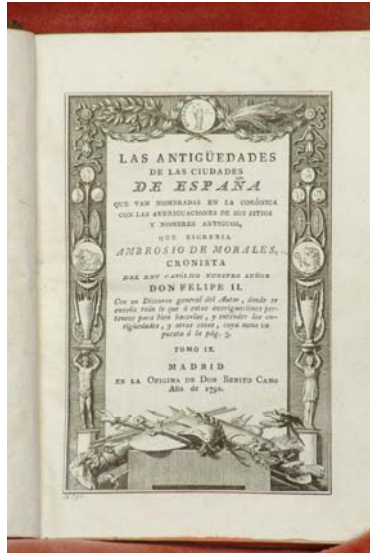 LAS ANTIGÜEDADES
DE LAS CIUDADES
DE ESPAÑA
QUE VAN NOMBRADAS EN LA CORÓNICA
CON LAS AVERIGUACIONES DE SUS SITIOS
Y NOMBRES ANTIGUOS,
QUE ESCREBIA
AMBROSIO DE MORALES,
CRONISTA
DEL REY CATÓLICO NUESTRO SEÑOR
DON FELIPE II.
Con un Discurso general del Autor, donde se
enseña todo lo que á estas averiguaciones per-
tenece para bien hacerlas, y entender las an-
tigüedades, y otras cosas, cuya suma va
puesta á la pág. 3.
TOMO IX.
MADRID
EN LA OFICINA DE DON BENITO CANO
Año de 1792.